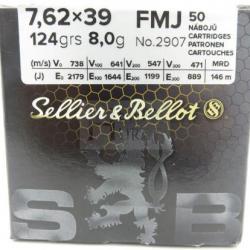 7,62×39 FMJ 50
NÁBOJŮ
CARTRIDGES
PATRONEN
CARTOUCHES
124grs 8,0g No.2907
(m/s) V0 738 V100 641 V200 547 V300 471 MRD
(J) E0 2179 E100 1644 E200 1199 E300 889 146 m
Sellier & Bellot S&B
S B